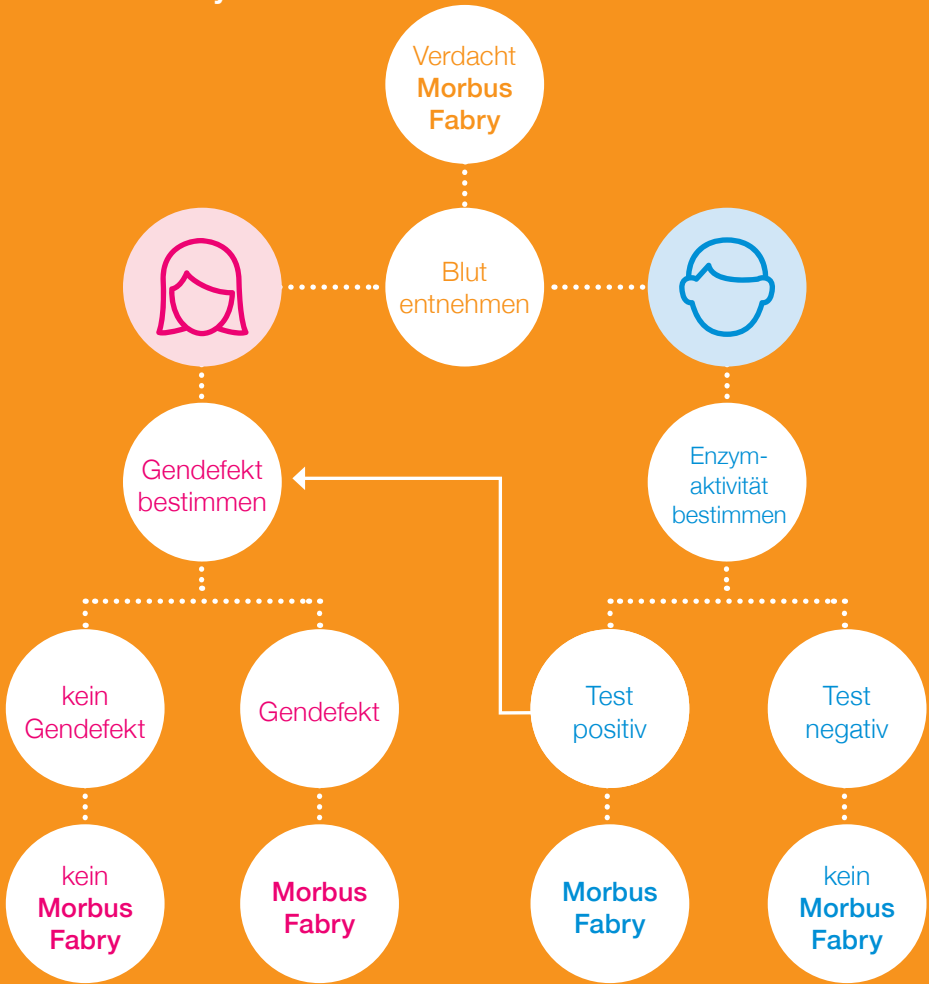 Verdacht
Morbus
Fabry
Blut
entnehmen
Gendefekt
bestimmen
Enzym-
aktivität
bestimmen
kein
Gendefekt
Gendefekt
Test
positiv
Test
negativ
kein
Morbus
Fabry
Morbus
Fabry
Morbus
Fabry
kein
Morbus
Fabry